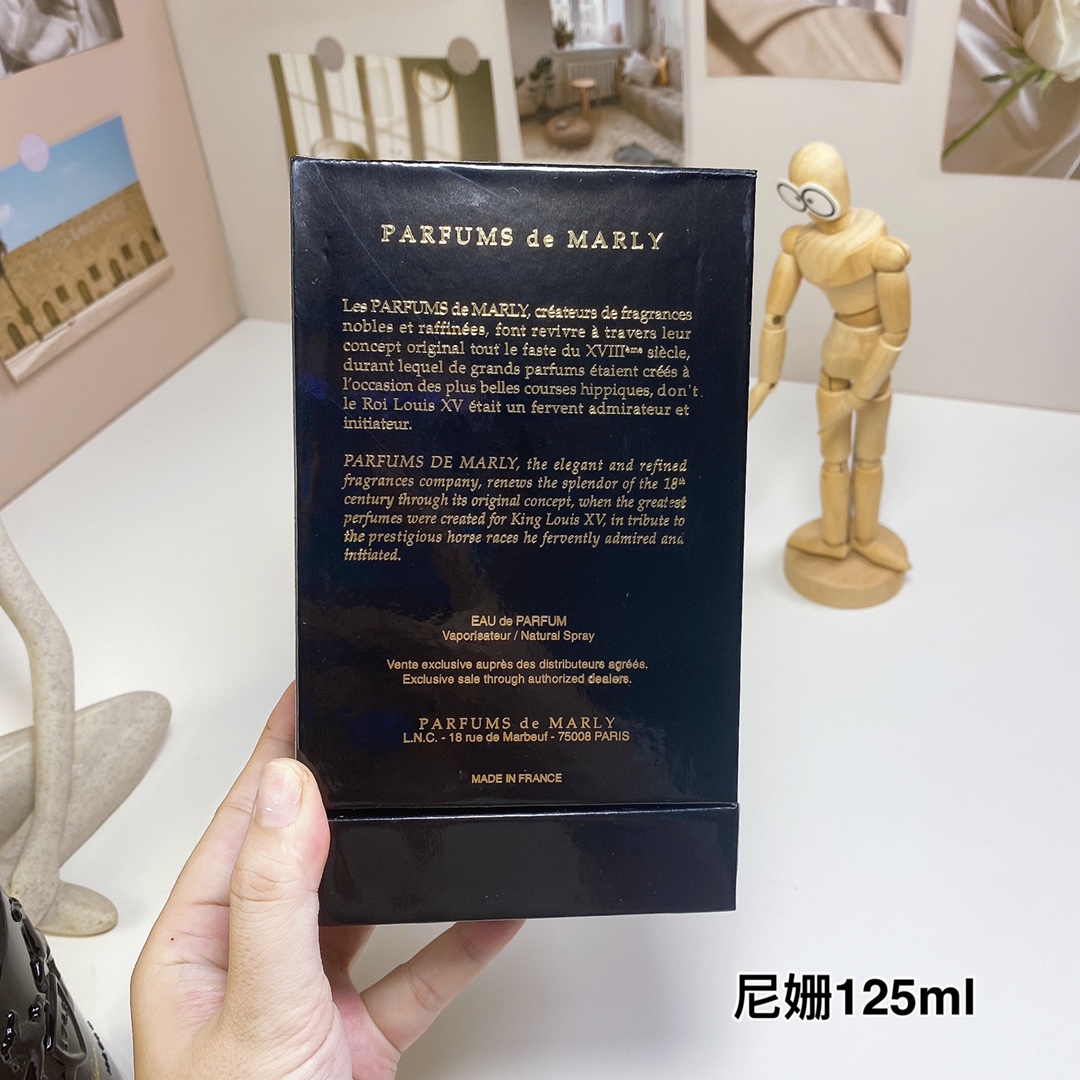 PARFUMS de MARLY
Les PARFUMS de MARLY, créateurs de fragrances
nobles et raffinées, font revivre à travers leur
concept original tout le faste du XVIIIème siècle,
durant lequel de grands parfums étaient créés à
l'occasion des plus belles courses hippiques, don't
le Roi Louis XV était un fervent admirateur et
initiateur.
PARFUMS DE MARLY, the elegant and refined
fragrances company, renews the splendor of the 18th
century through its original concept, when the greatest
perfumes were created for King Louis XV, in tribute to
the prestigious horse races he fervently admired and
initiated.
EAU de PARFUM
Vaporisateur / Natural Spray
Vente exclusive auprès des distributeurs agréés.
Exclusive sale through authorized dealers.
PARFUMS de MARLY
L.N.C. - 18 rue de Marbeuf - 75008 PARIS
MADE IN FRANCE
尼姗125ml